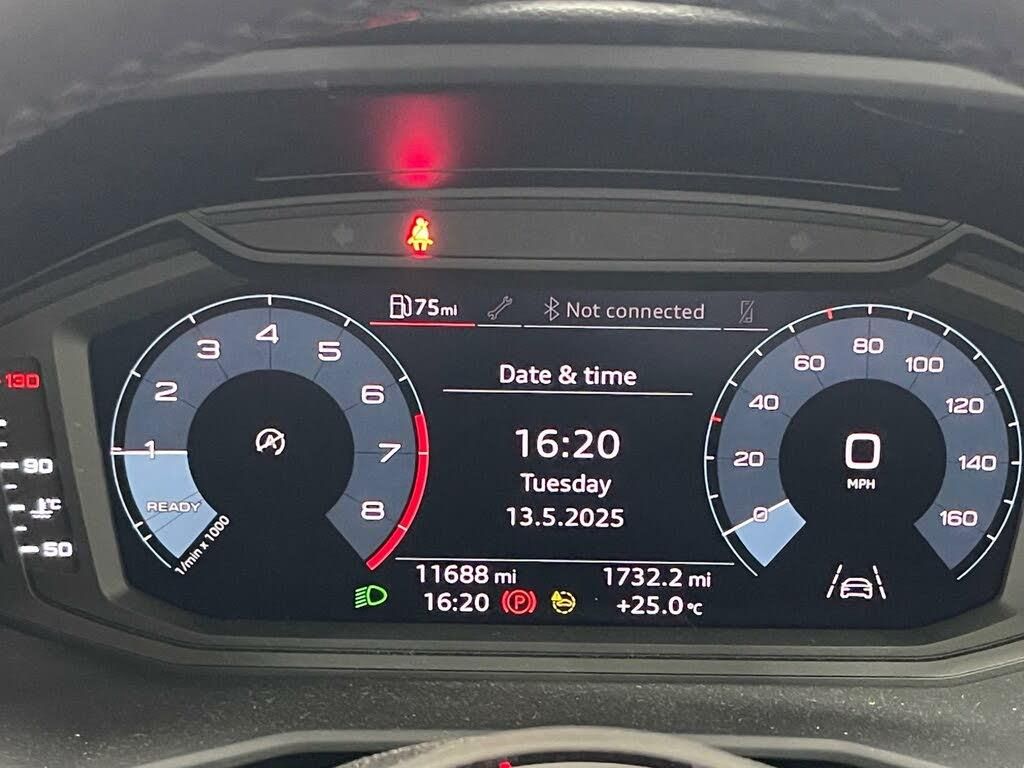 75mi
Not connected
Date & time
16:20
Tuesday
13.5.2025
11688 mi
1732.2 mi
16:20
P
+25.0 °C
1
2
3
4
5
6
7
8
READY
1/min x 1000
A
0
20
40
60
80
100
120
140
160
0
MPH
130
90
°C
50